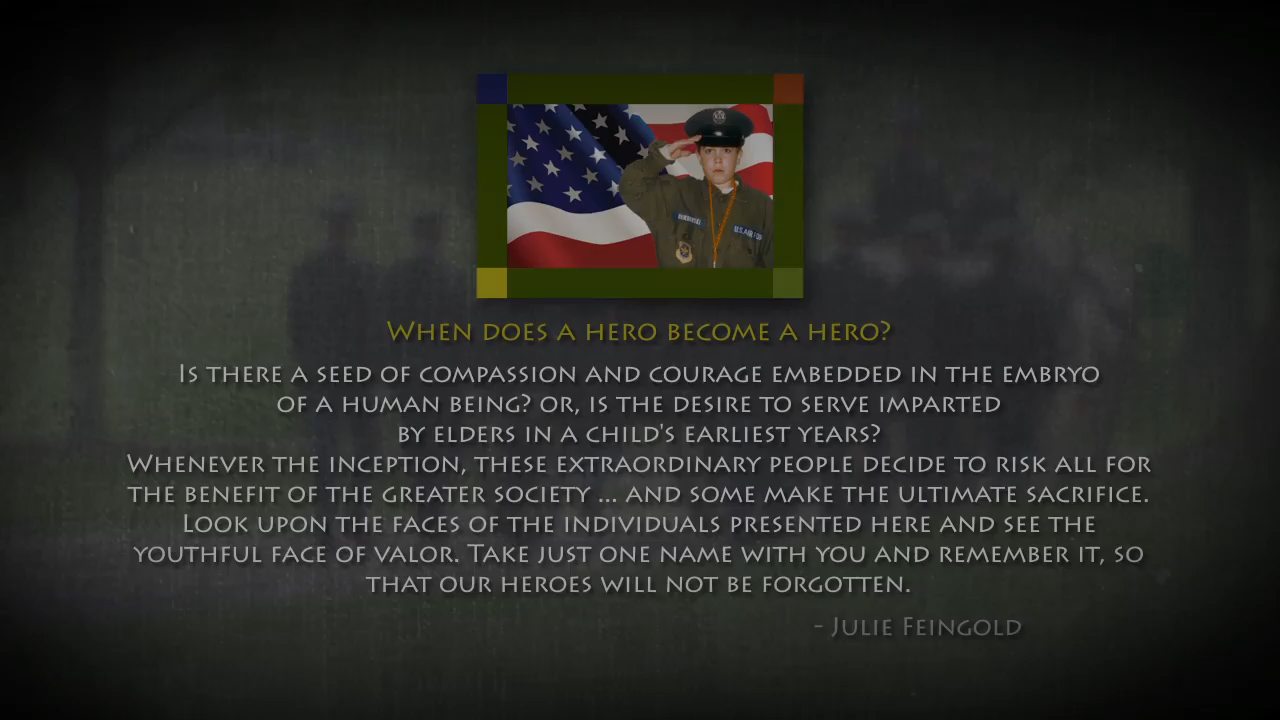 U.S. AIR FO
WHEN DOES A HERO BECOME A HERO?
IS THERE A SEED OF COMPASSION AND COURAGE EMBEDDED IN THE EMBRYO
OF A HUMAN BEING? OR, IS THE DESIRE TO SERVE IMPARTED
BY ELDERS IN A CHILD'S EARLIEST YEARS?
WHENEVER THE INCEPTION, THESE EXTRAORDINARY PEOPLE DECIDE TO RISK ALL FOR
THE BENEFIT OF THE GREATER SOCIETY ... AND SOME MAKE THE ULTIMATE SACRIFICE.
LOOK UPON THE FACES OF THE INDIVIDUALS PRESENTED HERE AND SEE THE
YOUTHFUL FACE OF VALOR. TAKE JUST ONE NAME WITH YOU AND REMEMBER IT, SO
THAT OUR HEROES WILL NOT BE FORGOTTEN.
- JULIE FEINGOLD